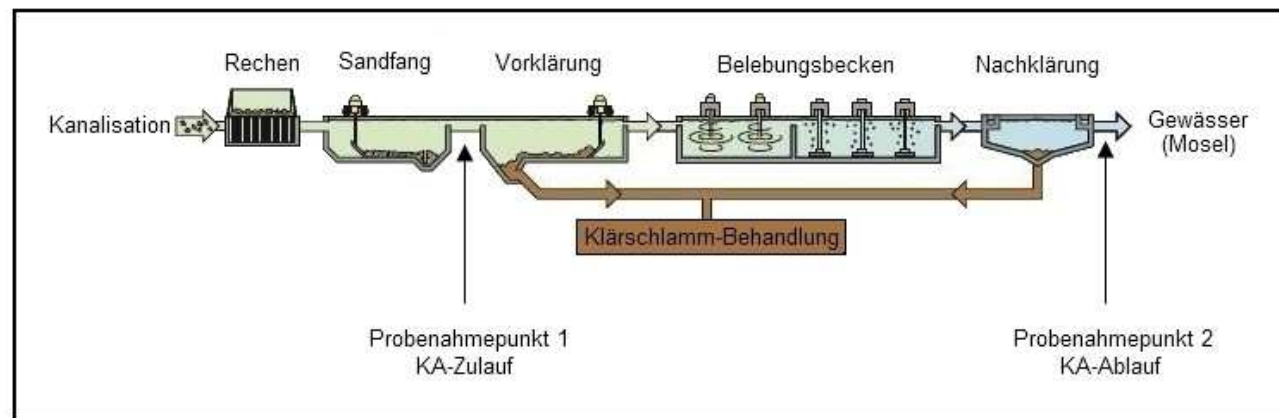 Rechen
Sandfang
Vorklärung
Belebungsbecken
Nachklärung
Kanalisation
Gewässer
(Mosel)
Klärschlamm-Behandlung
Probenahmepunkt 1
KA-Zulauf
Probenahmepunkt 2
KA-Ablauf